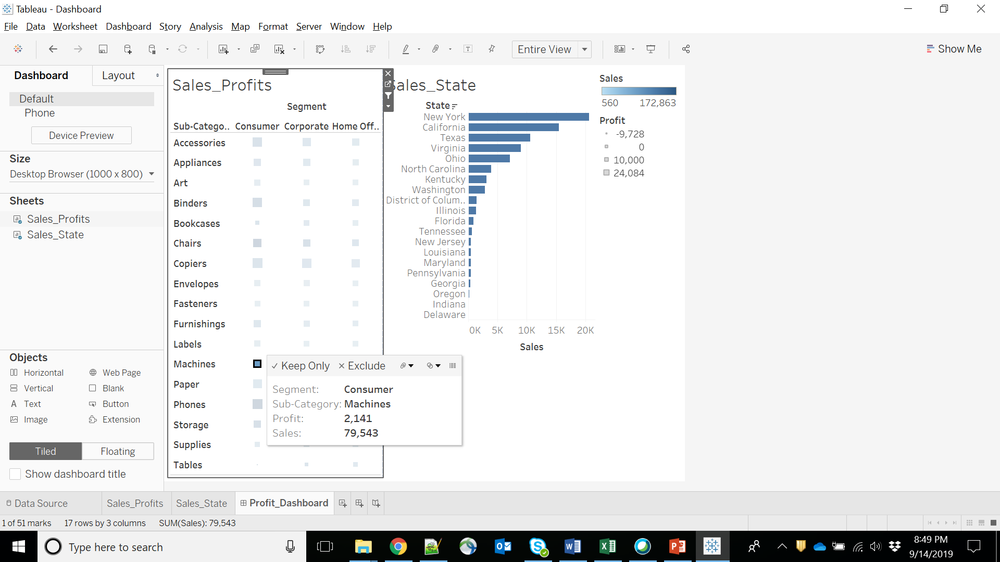 Tableau - Dashboard
File Data Worksheet Dashboard Story Analysis Map Format Server Window Help
Entire View
Show Me
Dashboard Layout
Default
Phone
Device Preview
Size
Desktop Browser (1000 x 800)
Sheets
Sales_Profits
Sales_State
Objects
Horizontal Web Page
Vertical Blank
Text Button
Image Extension
Tiled Floating
Show dashboard title
Sales_Profits
Segment
Sub-Catego.. Consumer Corporate Home Off..
Accessories
Appliances
Art
Binders
Bookcases
Chairs
Copiers
Envelopes
Fasteners
Furnishings
Labels
Machines
Paper
Phones
Storage
Supplies
Tables
Keep Only Exclude
Segment: Consumer
Sub-Category: Machines
Profit: 2,141
Sales: 79,543
Sales_State
State
New York
California
Texas
Virginia
Ohio
North Carolina
Kentucky
Washington
District of Colum..
Illinois
Florida
Tennessee
New Jersey
Louisiana
Maryland
Pennsylvania
Georgia
Oregon
Indiana
Delaware
0K 5K 10K 15K 20K
Sales
Sales
560 172,863
Profit
-9,728
0
10,000
24,084
Data Source Sales_Profits Sales_State Profit_Dashboard
1 of 51 marks 17 rows by 3 columns SUM(Sales): 79,543
Type here to search
8:49 PM
9/14/2019